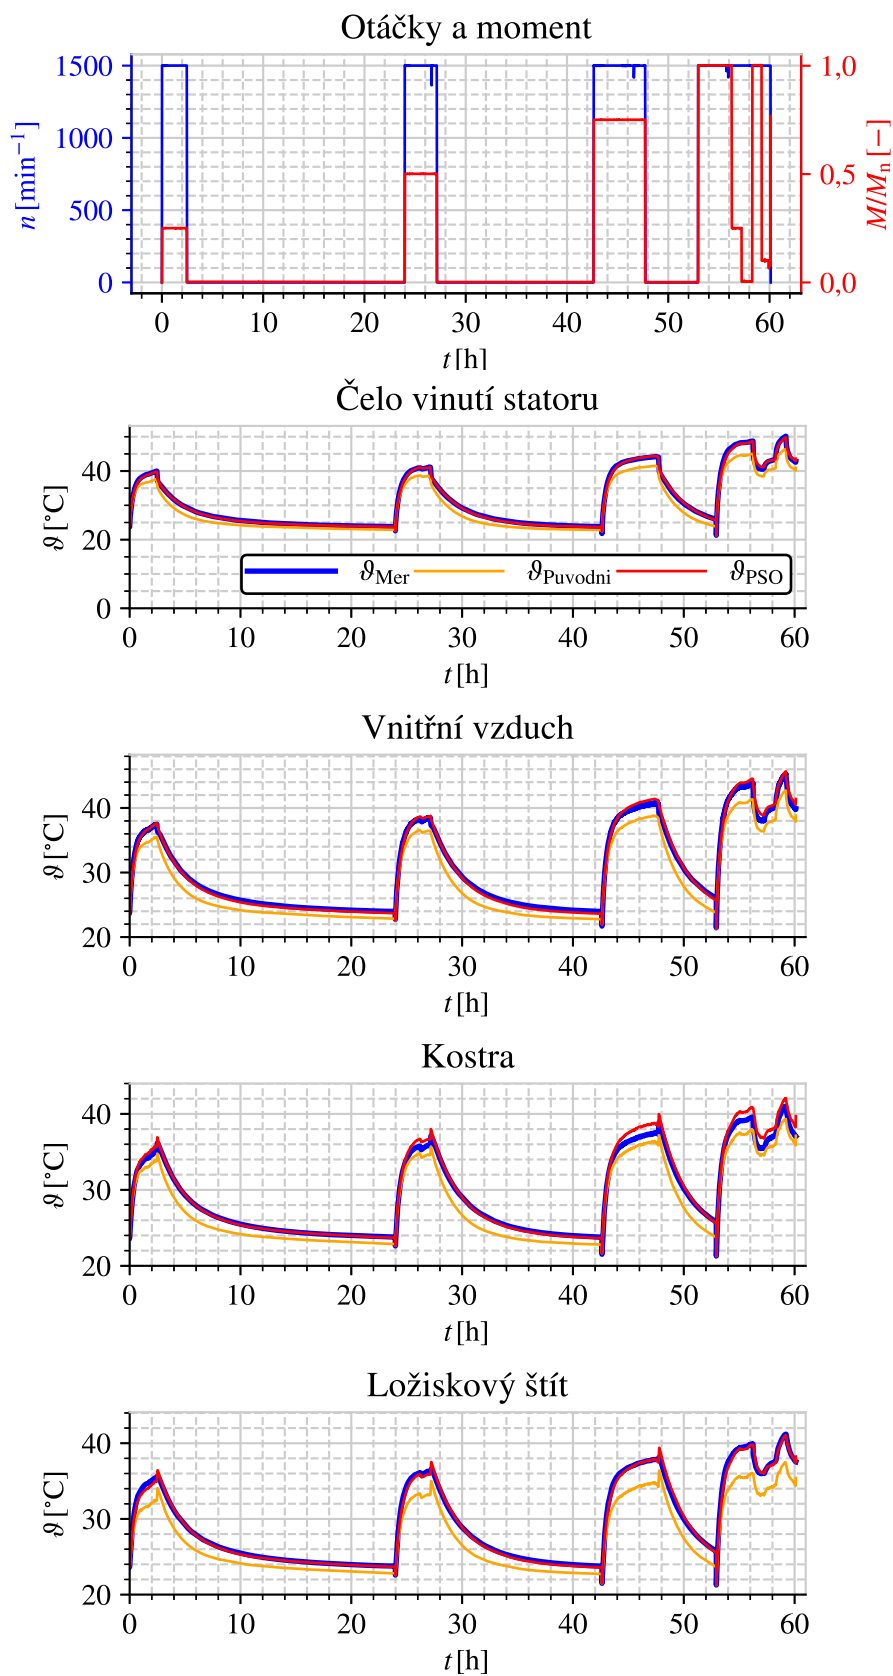 Otáčky a moment
1500
1000
500
0
n [min⁻¹]
1,0
0,5
0,0
M/Mₙ [−]
0 10 20 30 40 50 60
t [h]
Čelo vinutí statoru
40
20
0
ϑ [°C]
ϑMer ϑPuvodni ϑPSO
0 10 20 30 40 50 60
t [h]
Vnitřní vzduch
40
30
20
ϑ [°C]
0 10 20 30 40 50 60
t [h]
Kostra
40
30
20
ϑ [°C]
0 10 20 30 40 50 60
t [h]
Ložiskový štít
40
30
20
ϑ [°C]
0 10 20 30 40 50 60
t [h]